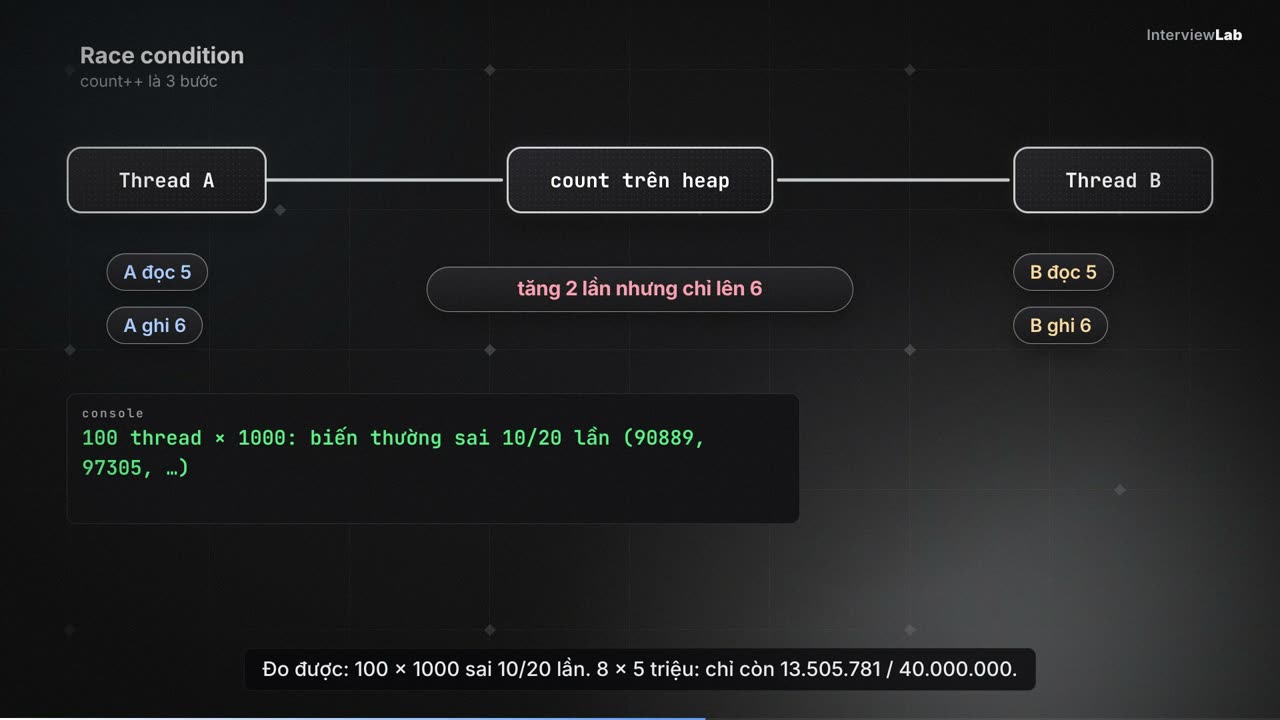 InterviewLab
Race condition
count++ là 3 bước
Thread A
count trên heap
Thread B
A đọc 5
tăng 2 lần nhưng chỉ lên 6
B đọc 5
A ghi 6
B ghi 6
console
100 thread × 1000: biến thường sai 10/20 lần (90889,
97305, …)
Đo được: 100 × 1000 sai 10/20 lần. 8 × 5 triệu: chỉ còn 13.505.781 / 40.000.000.